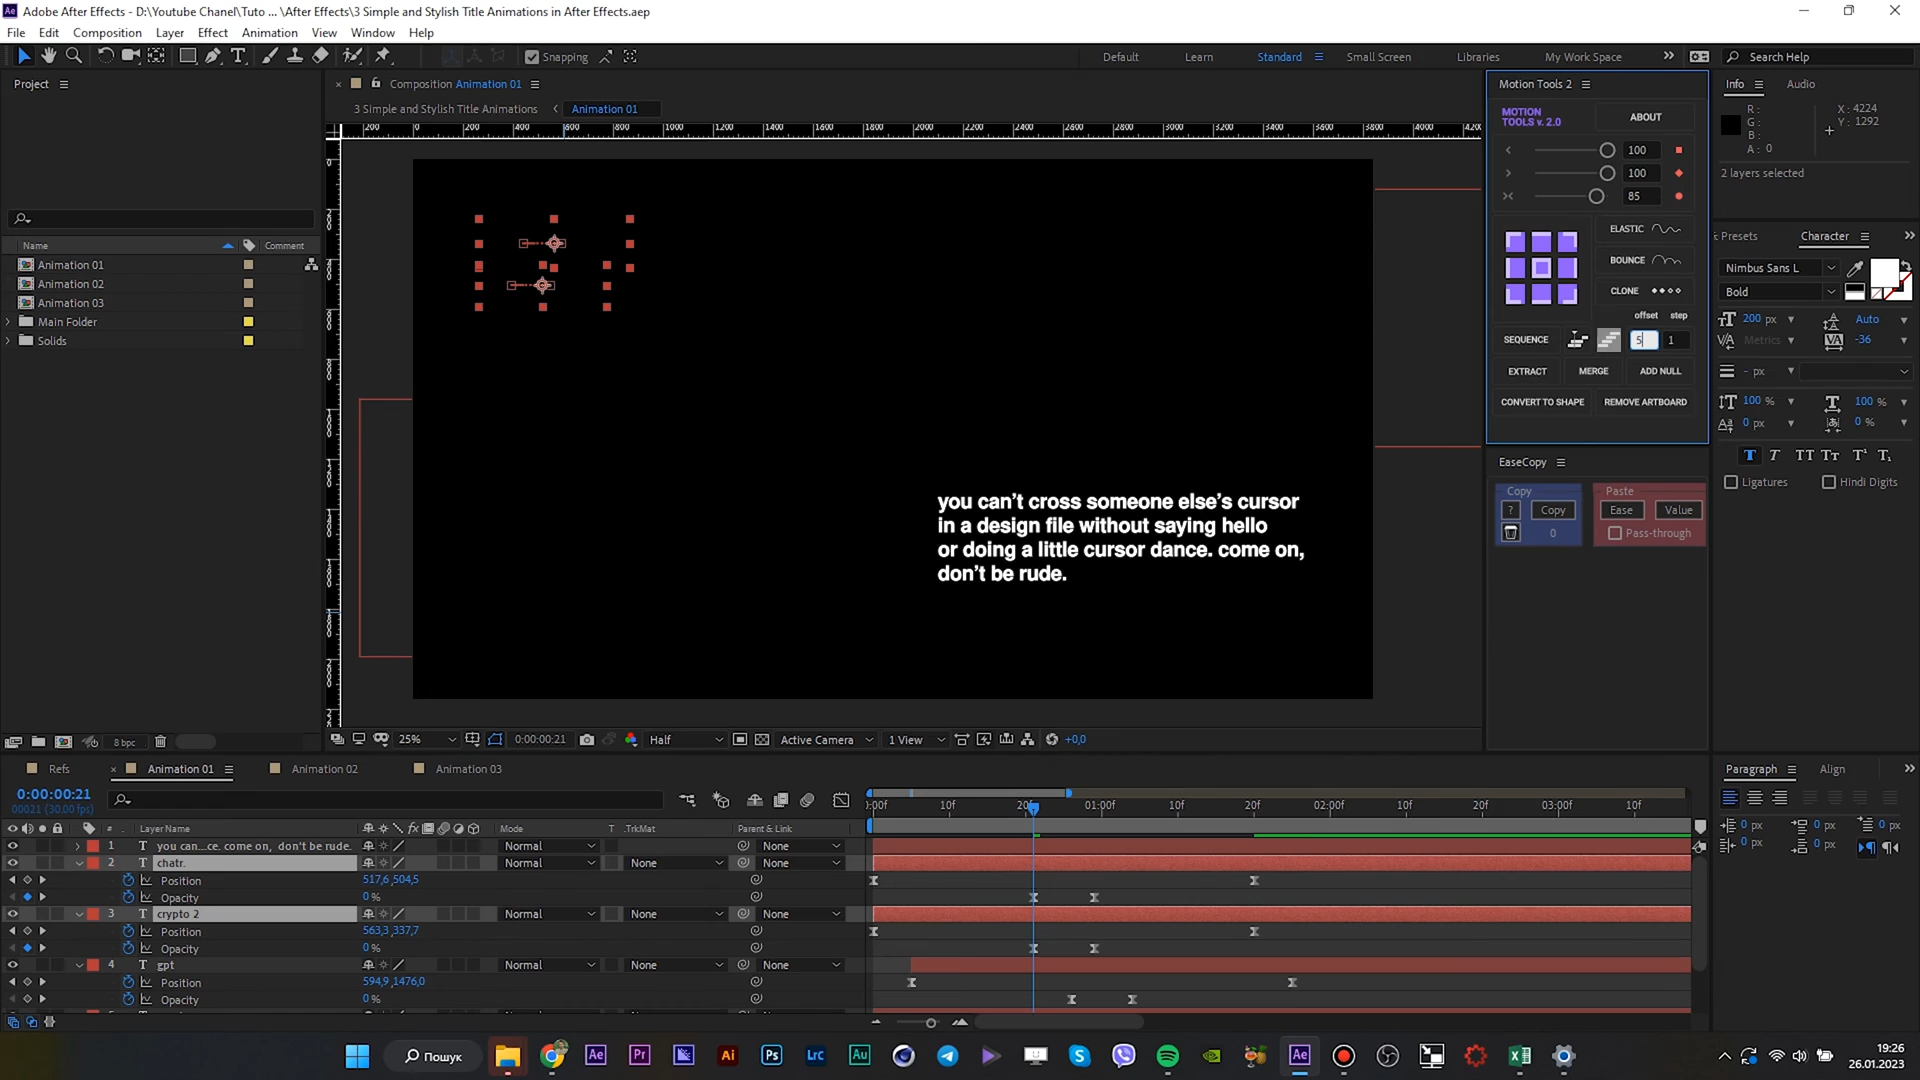 Adobe After Effects - D:\Youtube Chanel\Tuto ... \After Effects\3 Simple and Stylish Title Animations in After Effects.aep
File Edit Composition Layer Effect Animation View Window Help
Snapping
Default Learn Standard Small Screen Libraries My Work Space Search Help
Project
Composition Animation 01
3 Simple and Stylish Title Animations Animation 01
Name Comment
Animation 01
Animation 02
Animation 03
Main Folder
Solids
8 bpc
you can’t cross someone else’s cursor
in a design file without saying hello
or doing a little cursor dance. come on,
don’t be rude.
25% 0:00:00:21 Half Active Camera 1 View +0,0
Motion Tools 2
MOTION
TOOLS v. 2.0
ABOUT
100
100
85
ELASTIC
BOUNCE
CLONE
offset step
SEQUENCE 5 1
EXTRACT MERGE ADD NULL
CONVERT TO SHAPE REMOVE ARTBOARD
EaseCopy
Copy Paste
? Copy Ease Value
0 Pass-through
Info Audio
R: X: 4224
G: Y: 1292
B:
A: 0
2 layers selected
Presets Character
Nimbus Sans L
Bold
200 px Auto
Metrics -36
- px
100 % 100 %
0 px 0 %
Ligatures Hindi Digits
Paragraph Align
0 px 0 px 0 px
0 px 0 px
Refs Animation 01 Animation 02 Animation 03
0:00:00:21
00021 (30.00 fps)
:00f 10f 20f 01:00f 10f 20f 02:00f 10f 20f 03:00f 10f
# Layer Name Mode T .TrkMat Parent & Link
1 T you can...ce. come on, don't be rude. Normal None
2 T chatr. Normal None None
Position 517,6 ,504,5
Opacity 0 %
3 T crypto 2 Normal None None
Position 563,3 ,337,7
Opacity 0 %
4 T gpt Normal None None
Position 594,9 ,1476,0
Opacity 0 %
Пошук
19:26
26.01.2023